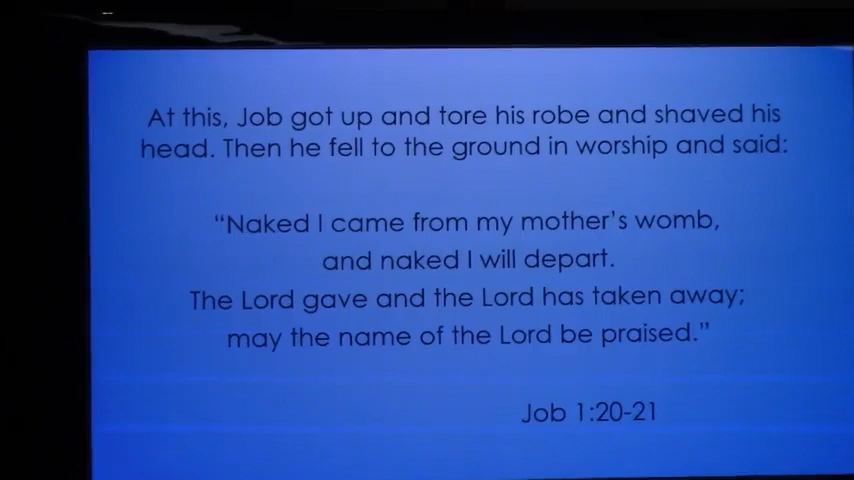 At this, Job got up and tore his robe and shaved his
head. Then he fell to the ground in worship and said:
“Naked I came from my mother’s womb,
and naked I will depart.
The Lord gave and the Lord has taken away;
may the name of the Lord be praised.”
Job 1:20-21